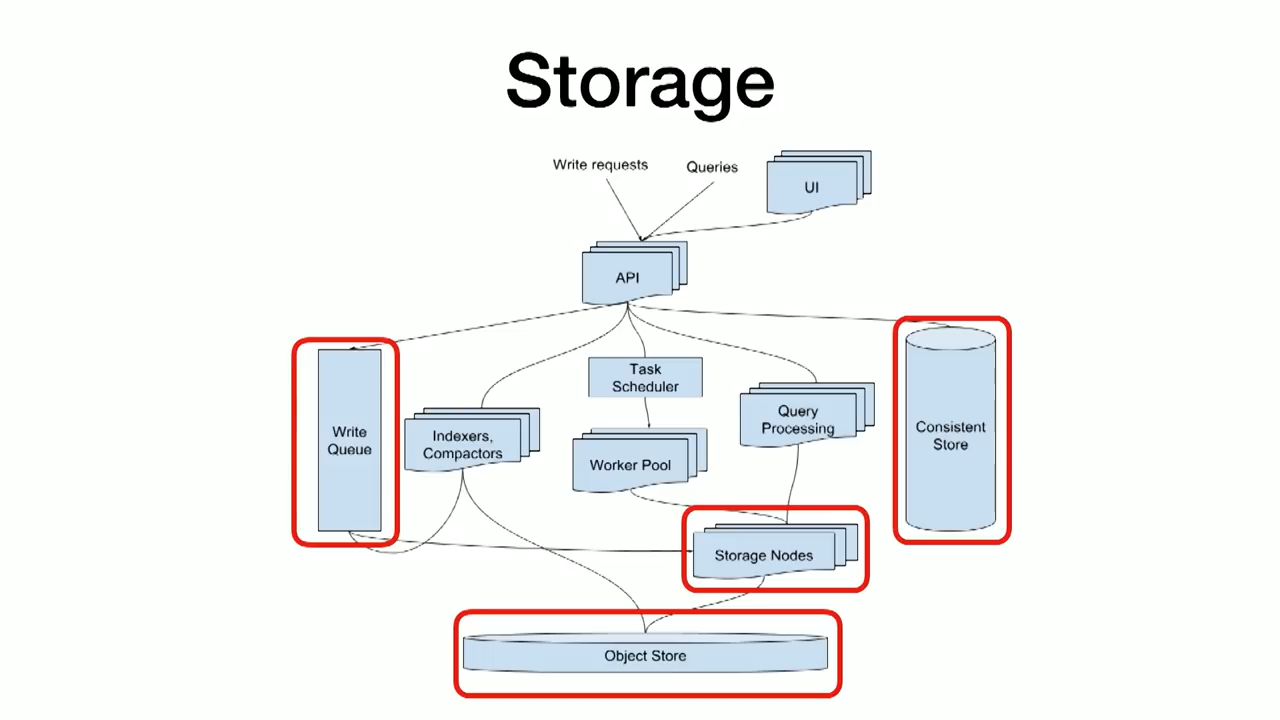 Storage
Write requests
Queries
UI
API
Task
Scheduler
Query
Processing
Write
Queue
Indexers,
Compactors
Worker Pool
Consistent
Store
Storage Nodes
Object Store